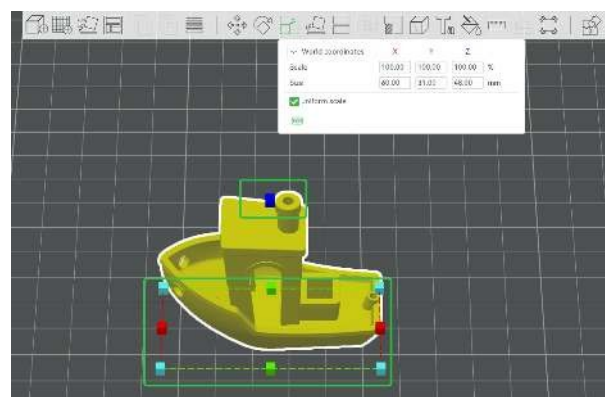 World coordinates X Y Z
Scale 100.00 100.00 100.00 %
Size 60.00 31.00 48.00 mm
uniform scale